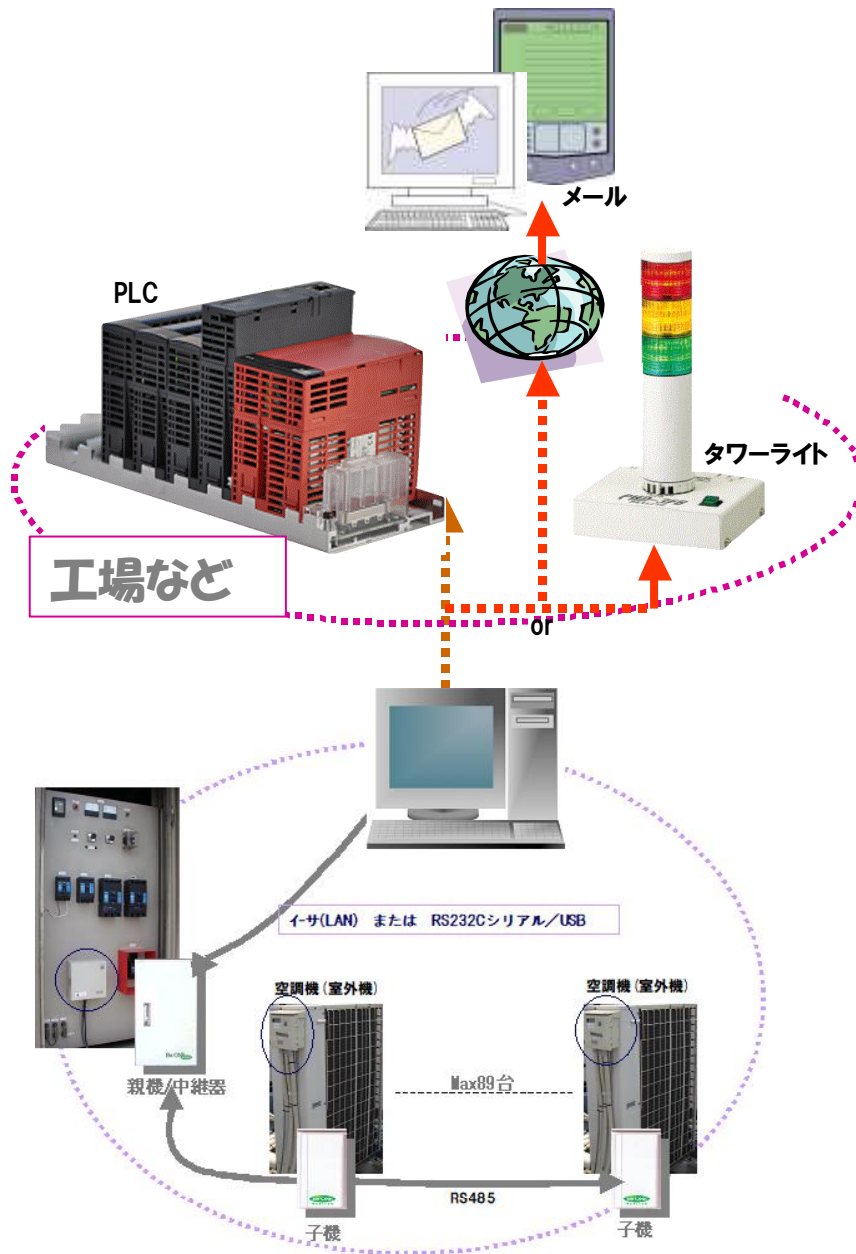 メール
PLC
タワーライト
工場など
or
イーサ(LAN) または RS232Cシリアル/USB
空調機(室外機)
空調機(室外機)
Max89台
親機/中継器
RS485
子機
子機